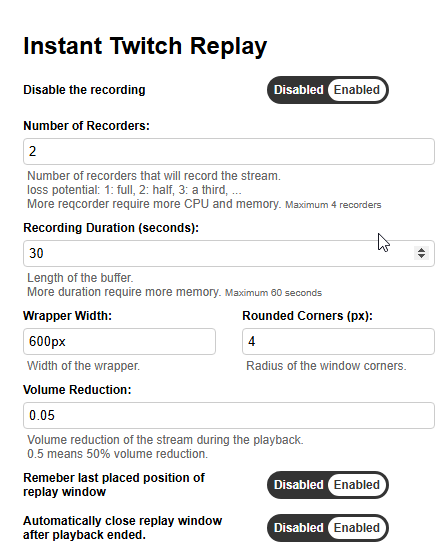 Instant Twitch Replay
Disable the recording
Disabled Enabled
Number of Recorders:
2
Number of recorders that will record the stream.
loss potential: 1: full, 2: half, 3: a third, ...
More reqcorder require more CPU and memory. Maximum 4 recorders
Recording Duration (seconds):
30
Length of the buffer.
More duration require more memory. Maximum 60 seconds
Wrapper Width:
600px
Width of the wrapper.
Rounded Corners (px):
4
Radius of the window corners.
Volume Reduction:
0.05
Volume reduction of the stream during the playback.
0.5 means 50% volume reduction.
Remeber last placed position of
replay window
Disabled Enabled
Automatically close replay window
after playback ended.
Disabled Enabled